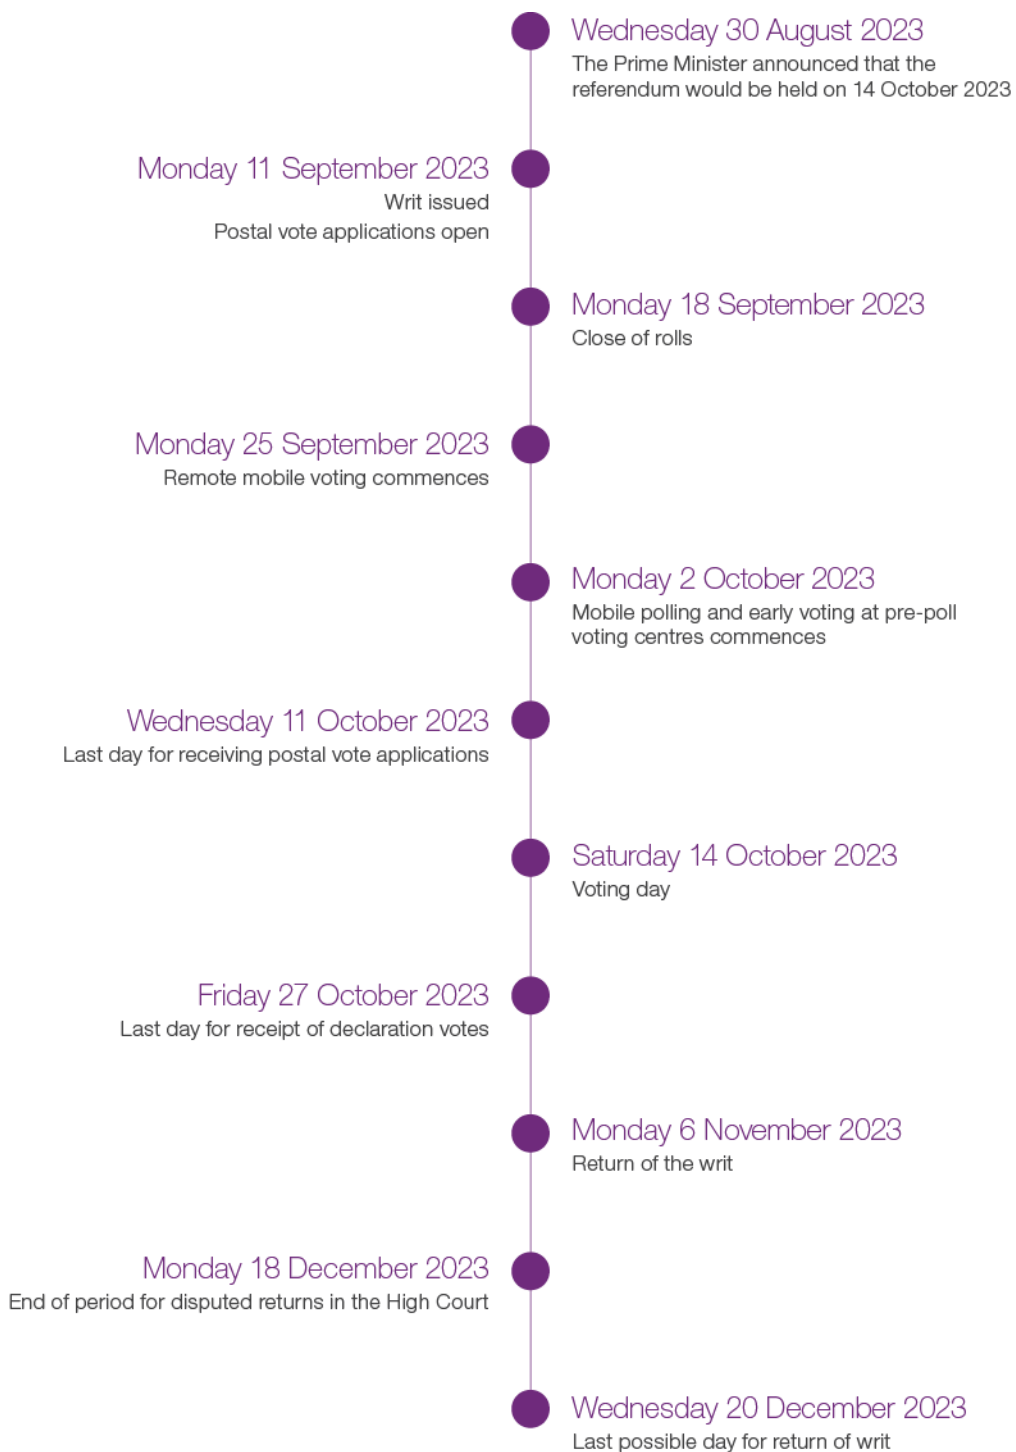 Wednesday 30 August 2023
The Prime Minister announced that the
referendum would be held on 14 October 2023
Monday 11 September 2023
Writ issued
Postal vote applications open
Monday 18 September 2023
Close of rolls
Monday 25 September 2023
Remote mobile voting commences
Monday 2 October 2023
Mobile polling and early voting at pre-poll
voting centres commences
Wednesday 11 October 2023
Last day for receiving postal vote applications
Saturday 14 October 2023
Voting day
Friday 27 October 2023
Last day for receipt of declaration votes
Monday 6 November 2023
Return of the writ
Monday 18 December 2023
End of period for disputed returns in the High Court
Wednesday 20 December 2023
Last possible day for return of writ